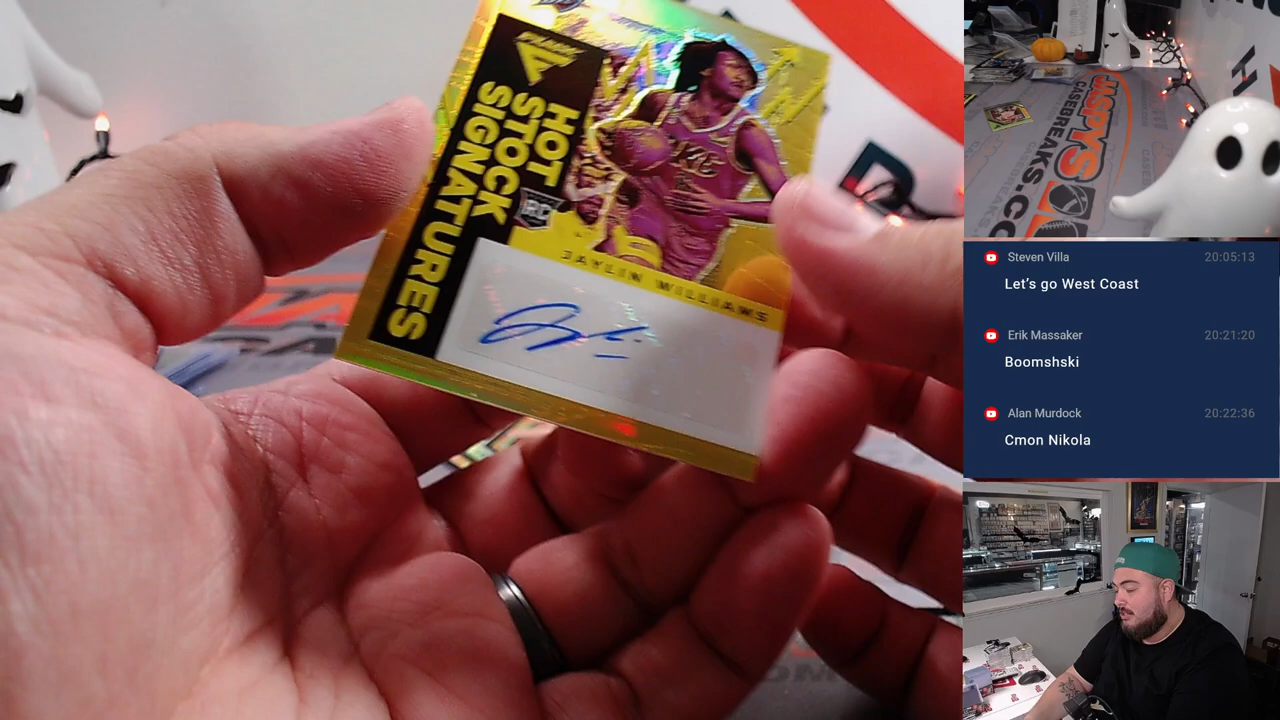 HOT
STOCK
SIGNATURES
RC
JAYLIN WILLIAMS
JASPYS
CASEBREAKS.CO
H
Steven Villa 20:05:13
Let's go West Coast
Erik Massaker 20:21:20
Boomshski
Alan Murdock 20:22:36
Cmon Nikola